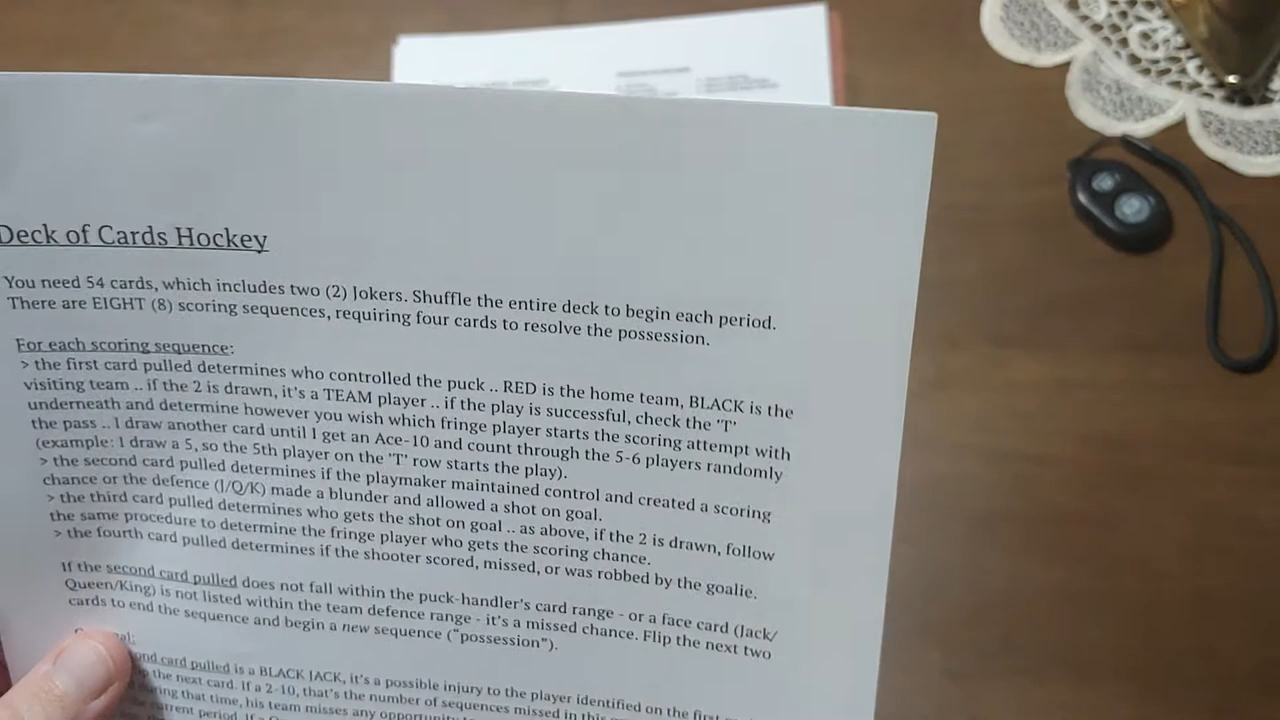 Deck of Cards Hockey
You need 54 cards, which includes two (2) Jokers. Shuffle the entire deck to begin each period.
There are EIGHT (8) scoring sequences, requiring four cards to resolve the possession.
For each scoring sequence:
> the first card pulled determines who controlled the puck .. RED is the home team, BLACK is the
visiting team .. if the 2 is drawn, it's a TEAM player .. if the play is successful, check the 'T'
underneath and determine however you wish which fringe player starts the scoring attempt with
the pass .. I draw another card until I get an Ace-10 and count through the 5-6 players randomly
(example: I draw a 5, so the 5th player on the 'T' row starts the play).
> the second card pulled determines if the playmaker maintained control and created a scoring
chance or the defence (J/Q/K) made a blunder and allowed a shot on goal.
> the third card pulled determines who gets the shot on goal .. as above, if the 2 is drawn, follow
the same procedure to determine the fringe player who gets the scoring chance.
> the fourth card pulled determines if the shooter scored, missed, or was robbed by the goalie.
If the second card pulled does not fall within the puck-handler's card range - or a face card (Jack/
Queen/King) is not listed within the team defence range - it's a missed chance. Flip the next two
cards to end the sequence and begin a new sequence ("possession").
card pulled is a BLACK JACK, it's a possible injury to the player identified on the first
the next card. If a 2-10, that's the number of sequences missed in this
during that time, his team misses any
current period. If a